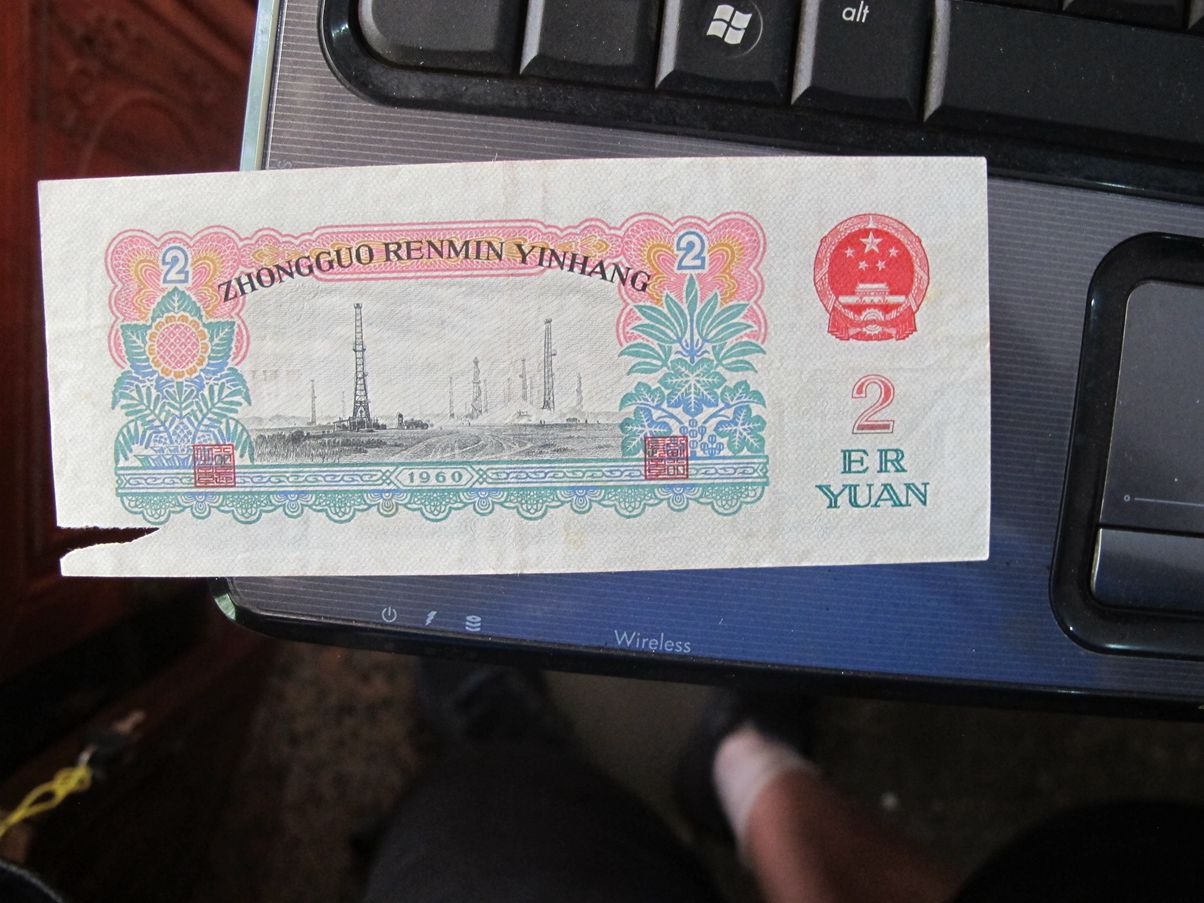 alt
2
ZHONGGUO RENMIN YINHANG
2
1960
2
ER
YUAN
Wireless